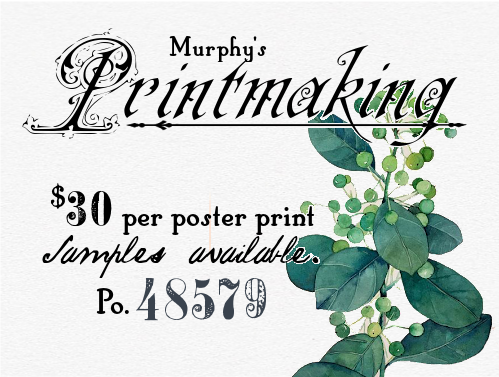 Murphy's
Printmaking
$30 per poster print
Samples available.
Po. 48579